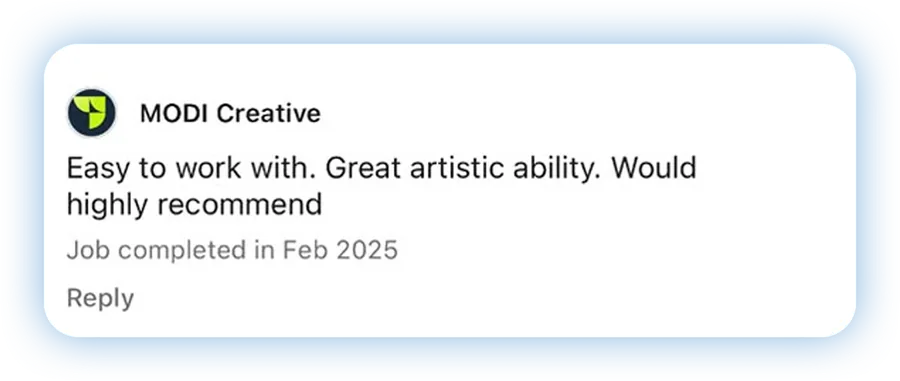 MODI Creative
Easy to work with. Great artistic ability. Would
highly recommend
Job completed in Feb 2025
Reply